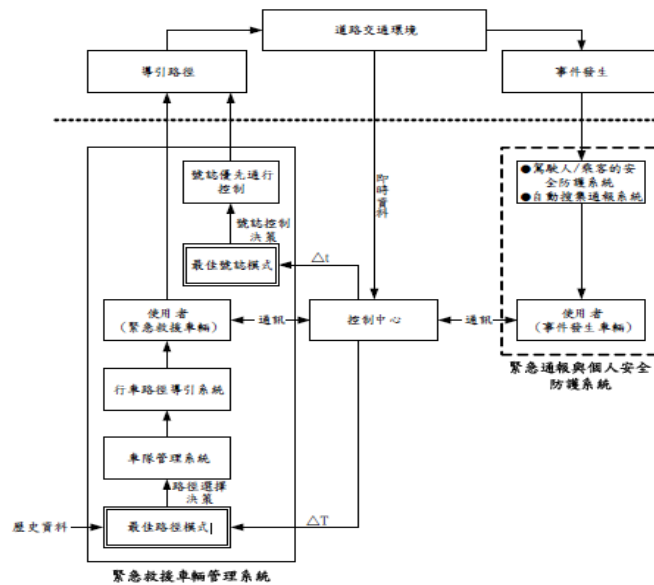 道路交通環境
導引路徑
事件發生
號誌優先通行
控制
即時資料
●駕駛人/乘客的安
全防護系統
●自動搜集通報系統
號誌控制
決策
最佳號誌模式
△t
使用者
(緊急救援車輛)
通訊
控制中心
通訊
使用者
(事件發生車輛)
緊急通報與個人安全
防護系統
行車路徑導引系統
車隊管理系統
路徑選擇
決策
歷史資料
最佳路徑模式
△T
緊急救援車輛管理系統